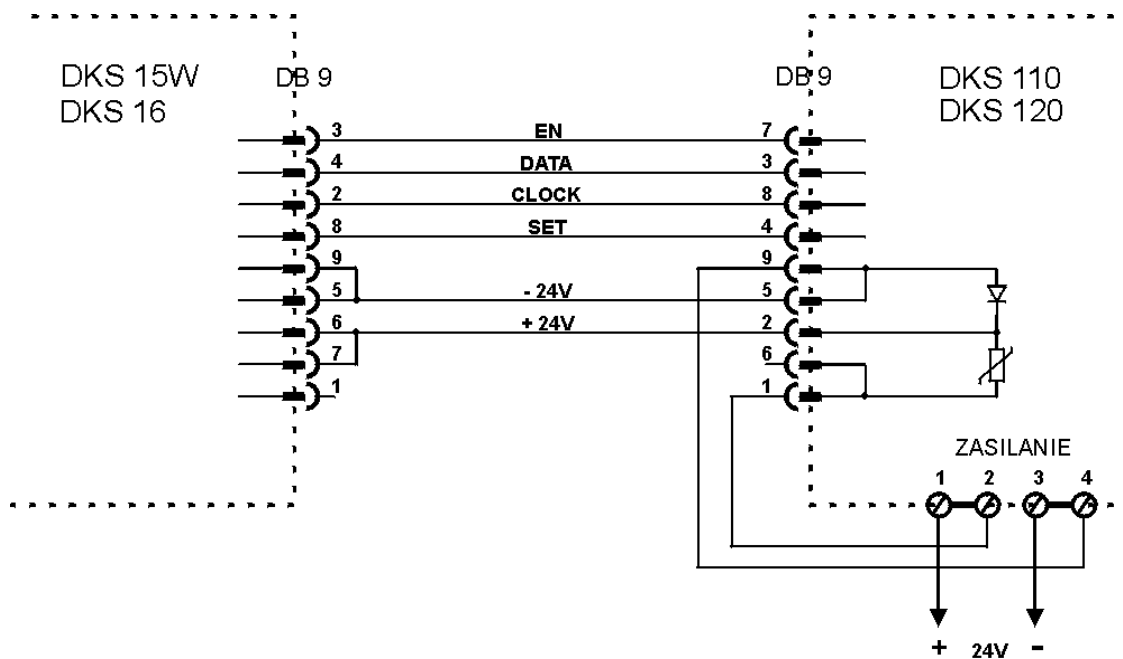 DKS 15W
DKS 16
DB 9
DB 9
DKS 110
DKS 120
3 EN 7
4 DATA 3
2 CLOCK 8
8 SET 4
9 9
5 - 24V 5
6 + 24V 2
7 6
1 1
ZASILANIE
1 2 3 4
+ 24V -